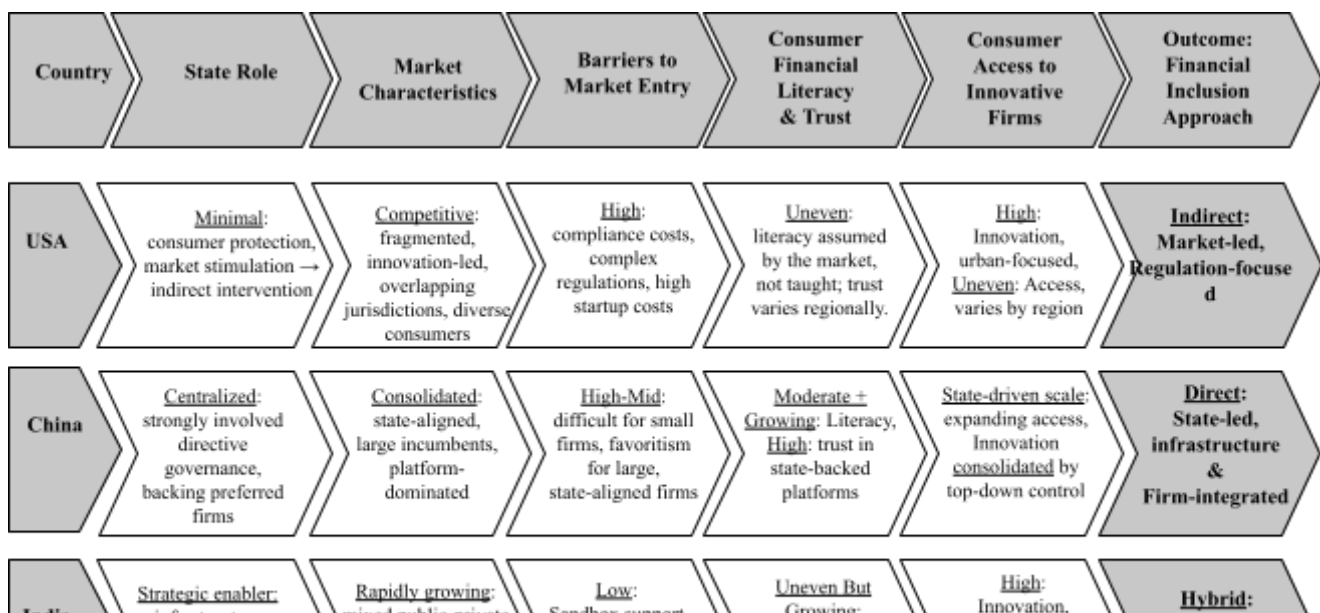 Country
State Role
Market
Characteristics
Barriers to
Market Entry
Consumer
Financial
Literacy
& Trust
Consumer
Access to
Innovative
Firms
Outcome:
Financial
Inclusion
Approach
USA
Minimal:
consumer protection,
market stimulation →
indirect intervention
Competitive:
fragmented,
innovation-led,
overlapping
jurisdictions, diverse
consumers
High:
compliance costs,
complex
regulations, high
startup costs
Uneven:
literacy assumed
by the market,
not taught; trust
varies regionally.
High:
Innovation,
urban-focused,
Uneven: Access,
varies by region
Indirect:
Market-led,
Regulation-focuse
d
China
Centralized:
strongly involved
directive
governance,
backing preferred
firms
Consolidated:
state-aligned,
large incumbents,
platform-
dominated
High-Mid:
difficult for small
firms, favoritism
for large,
state-aligned firms
Moderate +
Growing: Literacy,
High: trust in
state-backed
platforms
State-driven scale:
expanding access,
Innovation
consolidated by
top-down control
Direct:
State-led,
infrastructure
&
Firm-integrated
India
Strategic enabler:
Rapidly growing:
mixed public-private
Low:
Sandbox support
Uneven But
Growing:
High:
Innovation,
Hybrid: